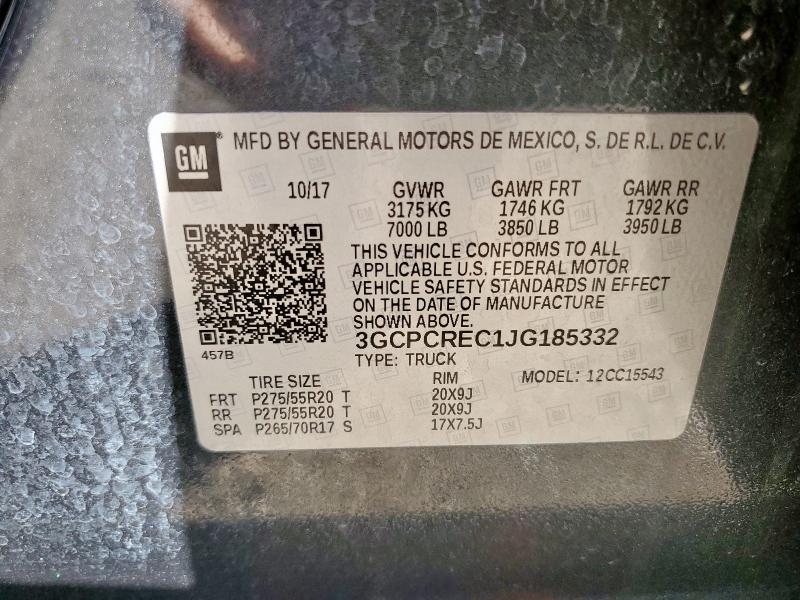 GM MFD BY GENERAL MOTORS DE MEXICO, S. DE R.L. DE C.V.
10/17 GVWR GAWR FRT GAWR RR
3175 KG 1746 KG 1792 KG
7000 LB 3850 LB 3950 LB
THIS VEHICLE CONFORMS TO ALL
APPLICABLE U.S. FEDERAL MOTOR
VEHICLE SAFETY STANDARDS IN EFFECT
ON THE DATE OF MANUFACTURE
SHOWN ABOVE.
3GCPCREC1JG185332
457B
TYPE: TRUCK MODEL: 12CC15543
TIRE SIZE RIM
FRT P275/55R20 T 20X9J
RR P275/55R20 T 20X9J
SPA P265/70R17 S 17X7.5J